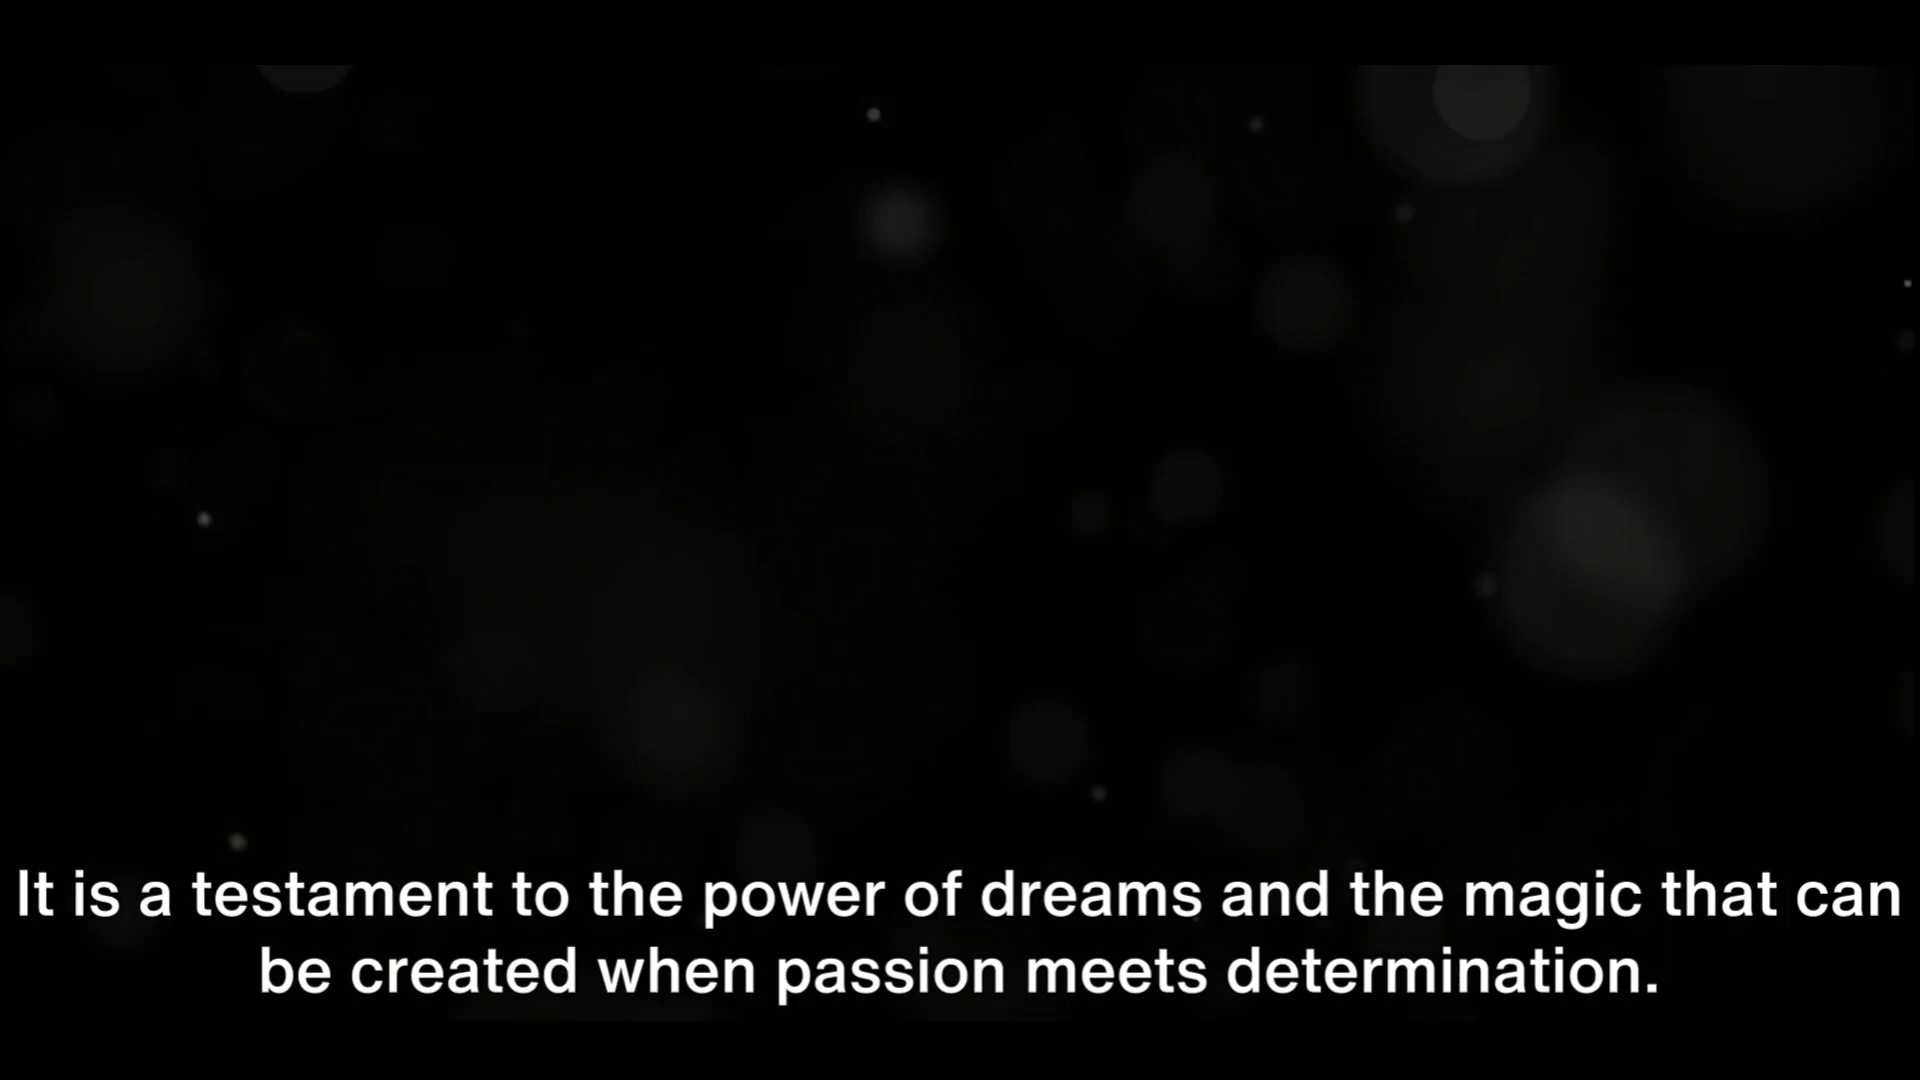 It is a testament to the power of dreams and the magic that can
be created when passion meets determination.